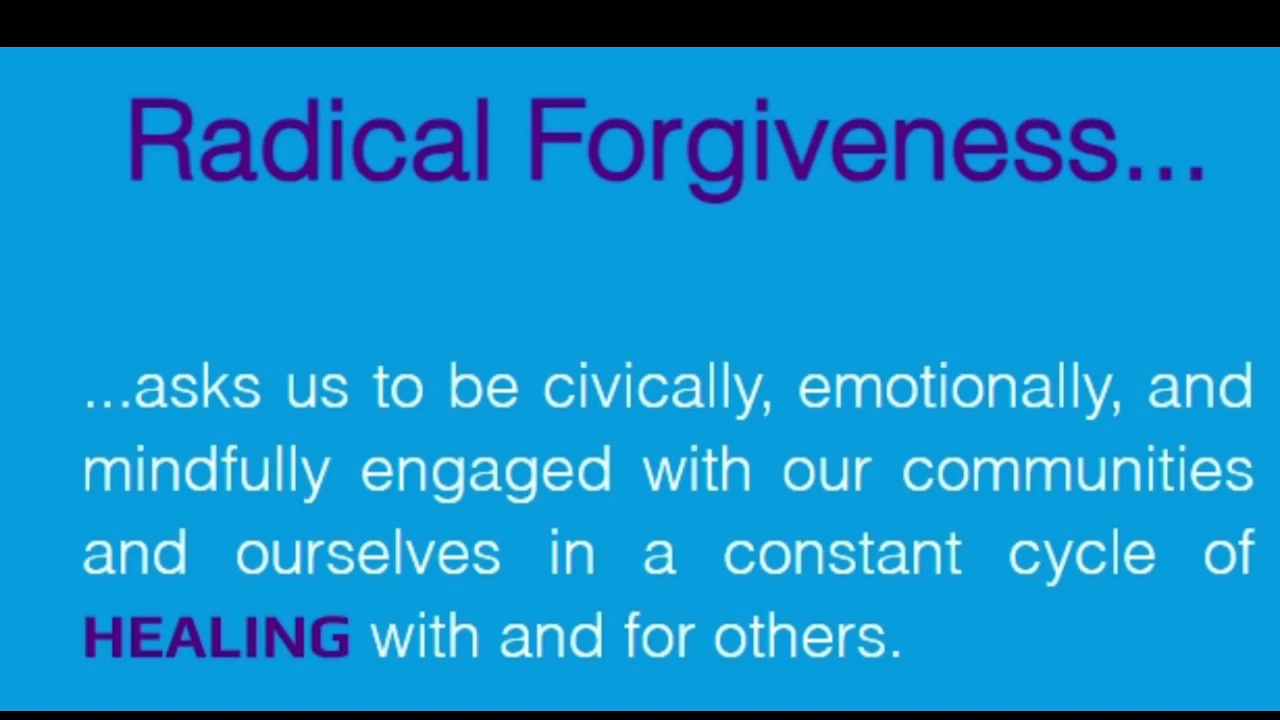 Radical Forgiveness...
...asks us to be civically, emotionally, and
mindfully engaged with our communities
and ourselves in a constant cycle of
HEALING with and for others.